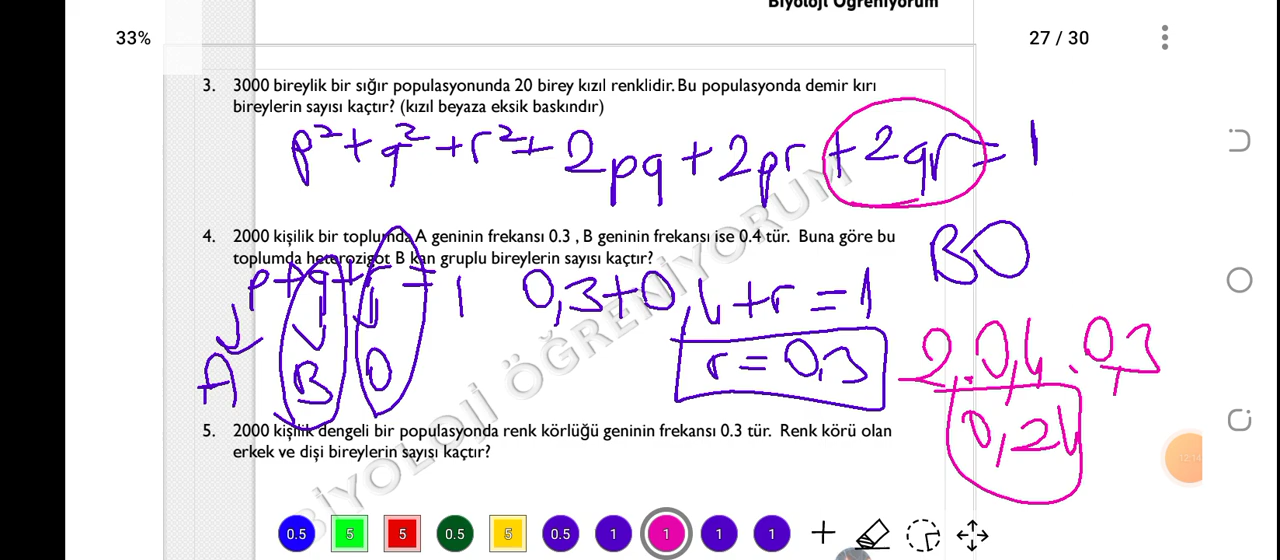 Biyoloji Öğreniyorum
33%
27 / 30
3. 3000 bireylik bir sığır populasyonunda 20 birey kızıl renklidir. Bu populasyonda demir kırı
bireylerin sayısı kaçtır? (kızıl beyaza eksik baskındır)
p²+q²+r²+2pq+2pr+2qr=1
4. 2000 kişilik bir toplumda A geninin frekansı 0.3 , B geninin frekansı ise 0.4 tür. Buna göre bu
toplumda heterozigot B kan gruplu bireylerin sayısı kaçtır?
BO
p+q+r=1
0,3+0,4+r=1
A
B
O
r=0,3
2.0,4.0,3
0,24
5. 2000 kişilik dengeli bir populasyonda renk körlüğü geninin frekansı 0.3 tür. Renk körü olan
erkek ve dişi bireylerin sayısı kaçtır?
BİYOLOJİ ÖĞRENİYORUM
12:14
0.5 5 5 0.5 5 0.5 1 1 1 1